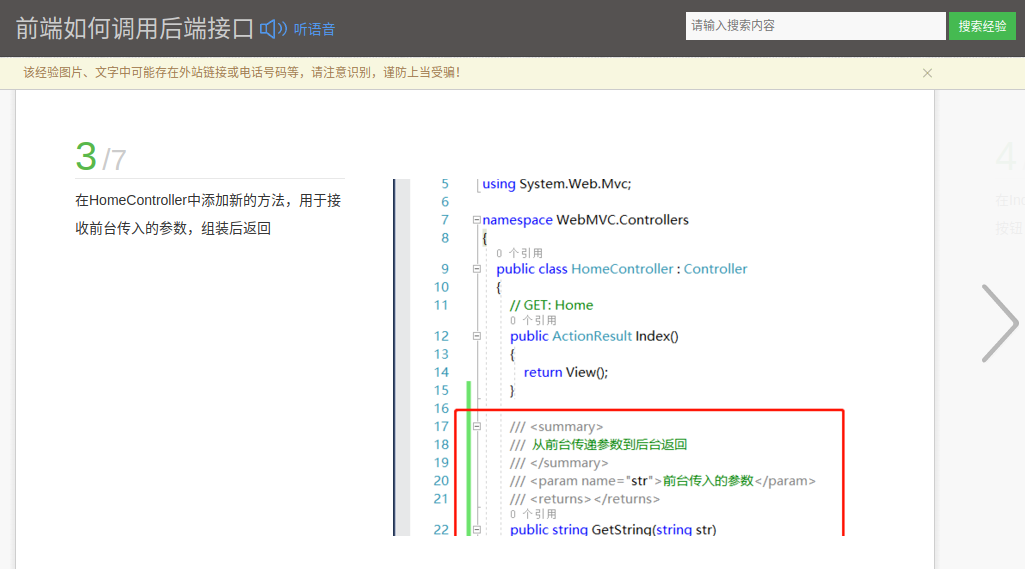 前端如何调用后端接口 听语音
请输入搜索内容 搜索经验
该经验图片、文字中可能存在外站链接或电话号码等，请注意识别，谨防上当受骗！
3/7
在HomeController中添加新的方法，用于接
收前台传入的参数，组装后返回
5 using System.Web.Mvc;
6
7 namespace WebMVC.Controllers
8 {
0 个引用
9 public class HomeController : Controller
10 {
11 // GET: Home
0 个引用
12 public ActionResult Index()
13 {
14 return View();
15 }
16
17 /// <summary>
18 /// 从前台传递参数到后台返回
19 /// </summary>
20 /// <param name="str">前台传入的参数</param>
21 /// <returns></returns>
0 个引用
22 public string GetString(string str)
4
在Ind
按钮